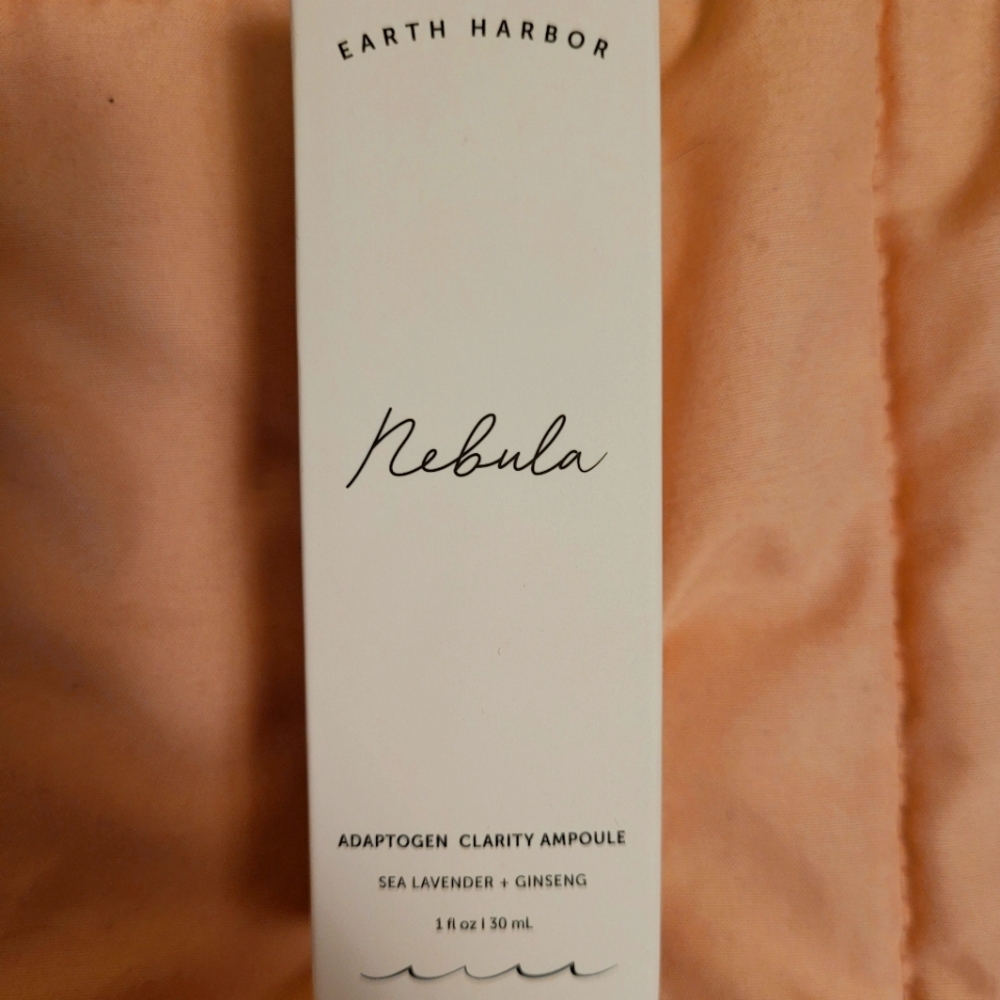 EARTH HARBOR
Nebula
ADAPTOGEN CLARITY AMPOULE
SEA LAVENDER + GINSENG
1 fl oz | 30 mL